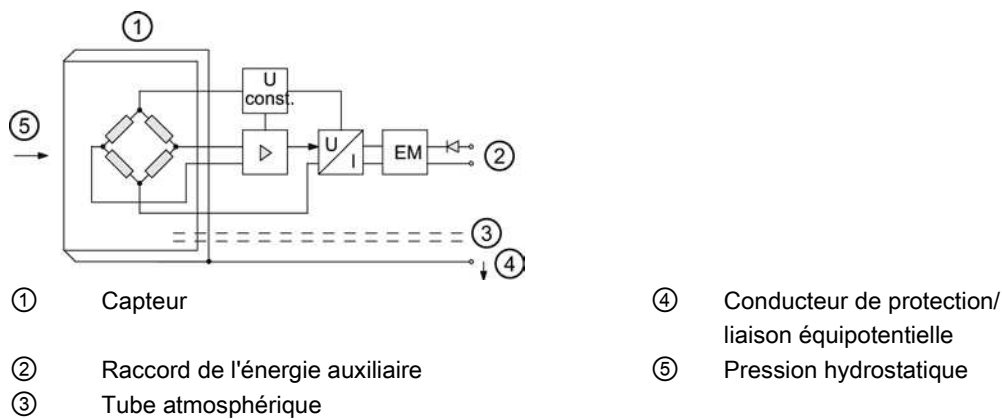 ①
U
const.
⑤
U
I
EM
②
③
④
① Capteur
② Raccord de l'énergie auxiliaire
③ Tube atmosphérique
④ Conducteur de protection/
liaison équipotentielle
⑤ Pression hydrostatique